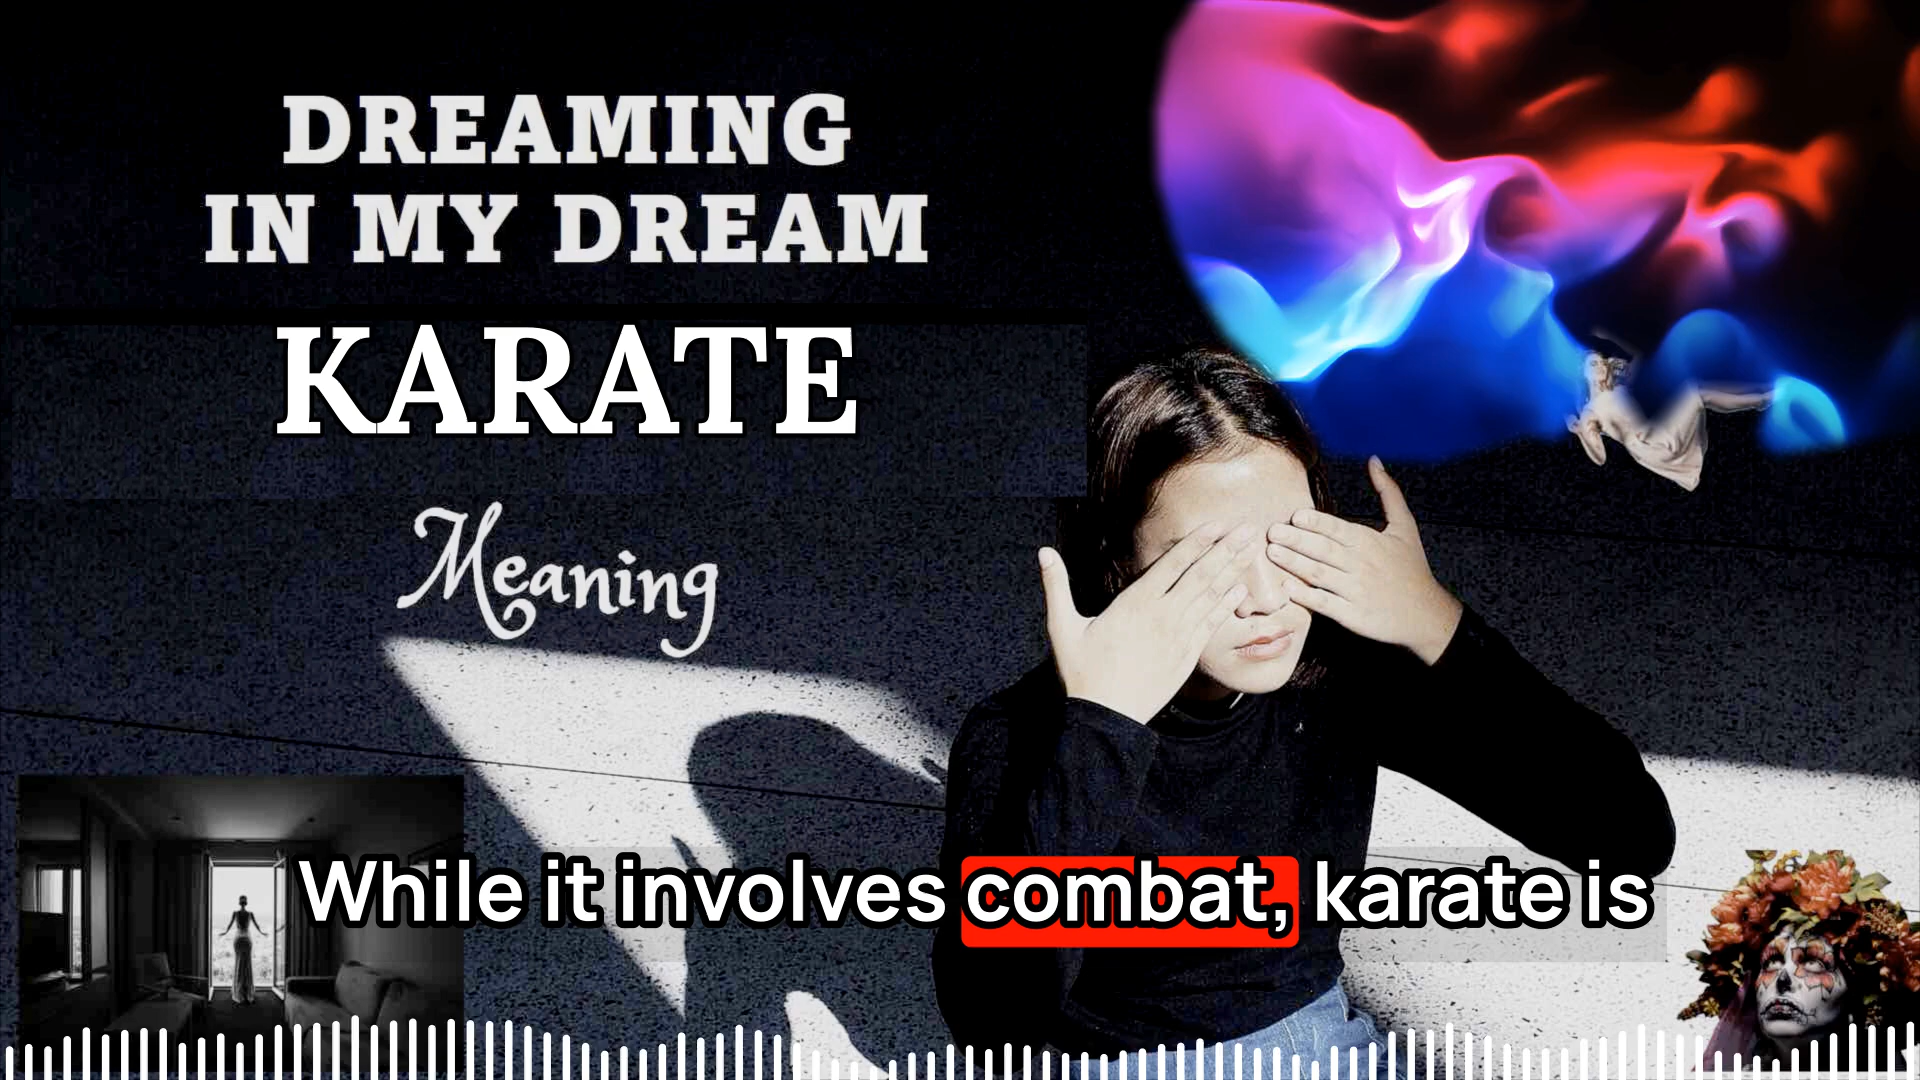 DREAMING
IN MY DREAM
KARATE
Meaning
While it involves combat, karate is